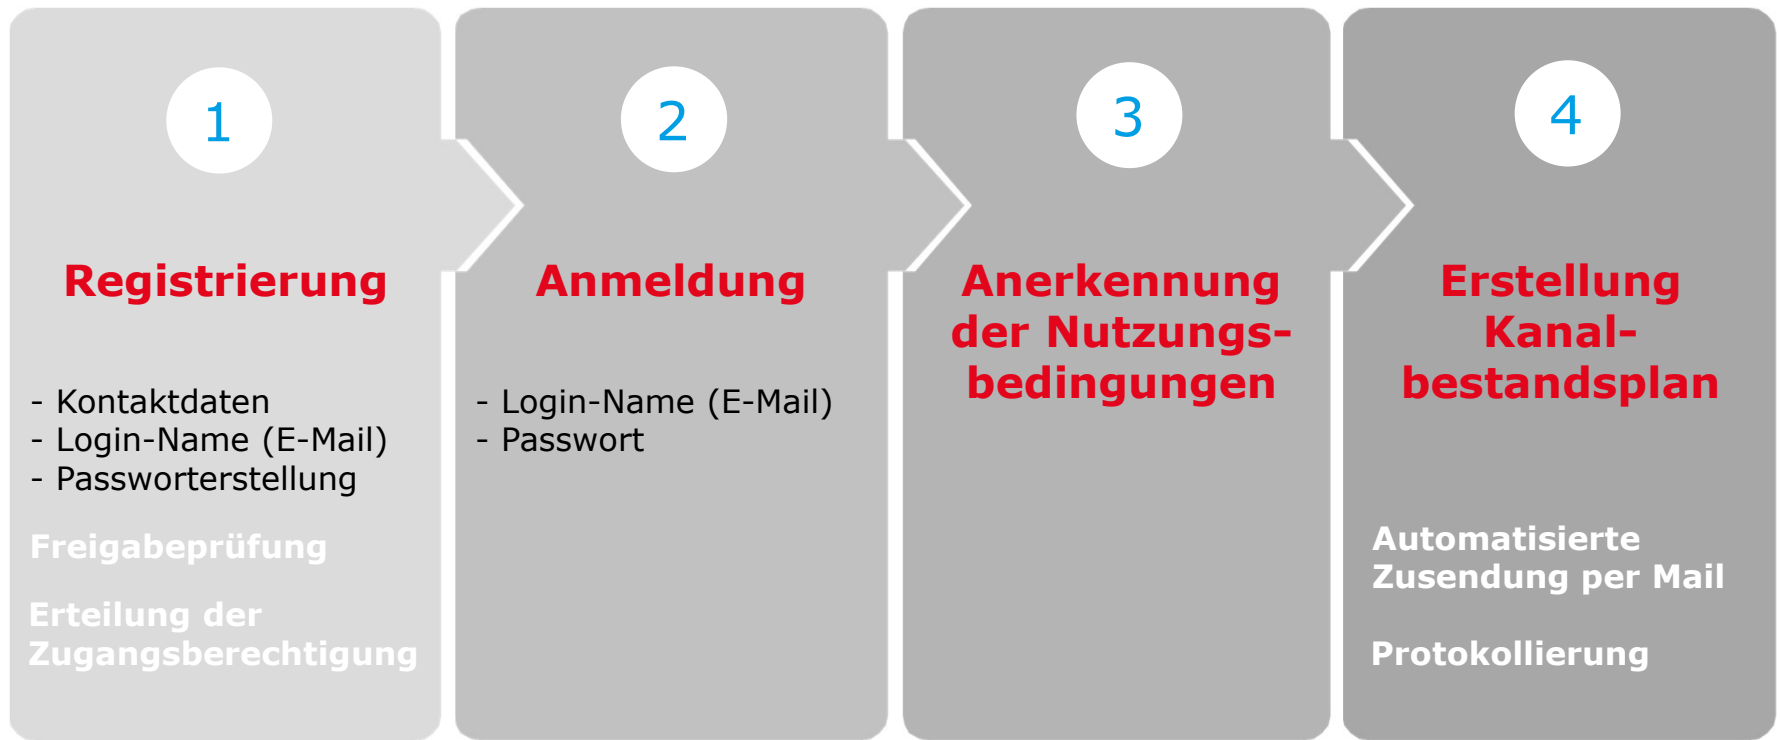 1
Registrierung
- Kontaktdaten
- Login-Name (E-Mail)
- Passworterstellung
Freigabeprüfung
Erteilung der
Zugangsberechtigung
2
Anmeldung
- Login-Name (E-Mail)
- Passwort
3
Anerkennung
der Nutzungs-
bedingungen
4
Erstellung
Kanal-
bestandsplan
Automatisierte
Zusendung per Mail
Protokollierung